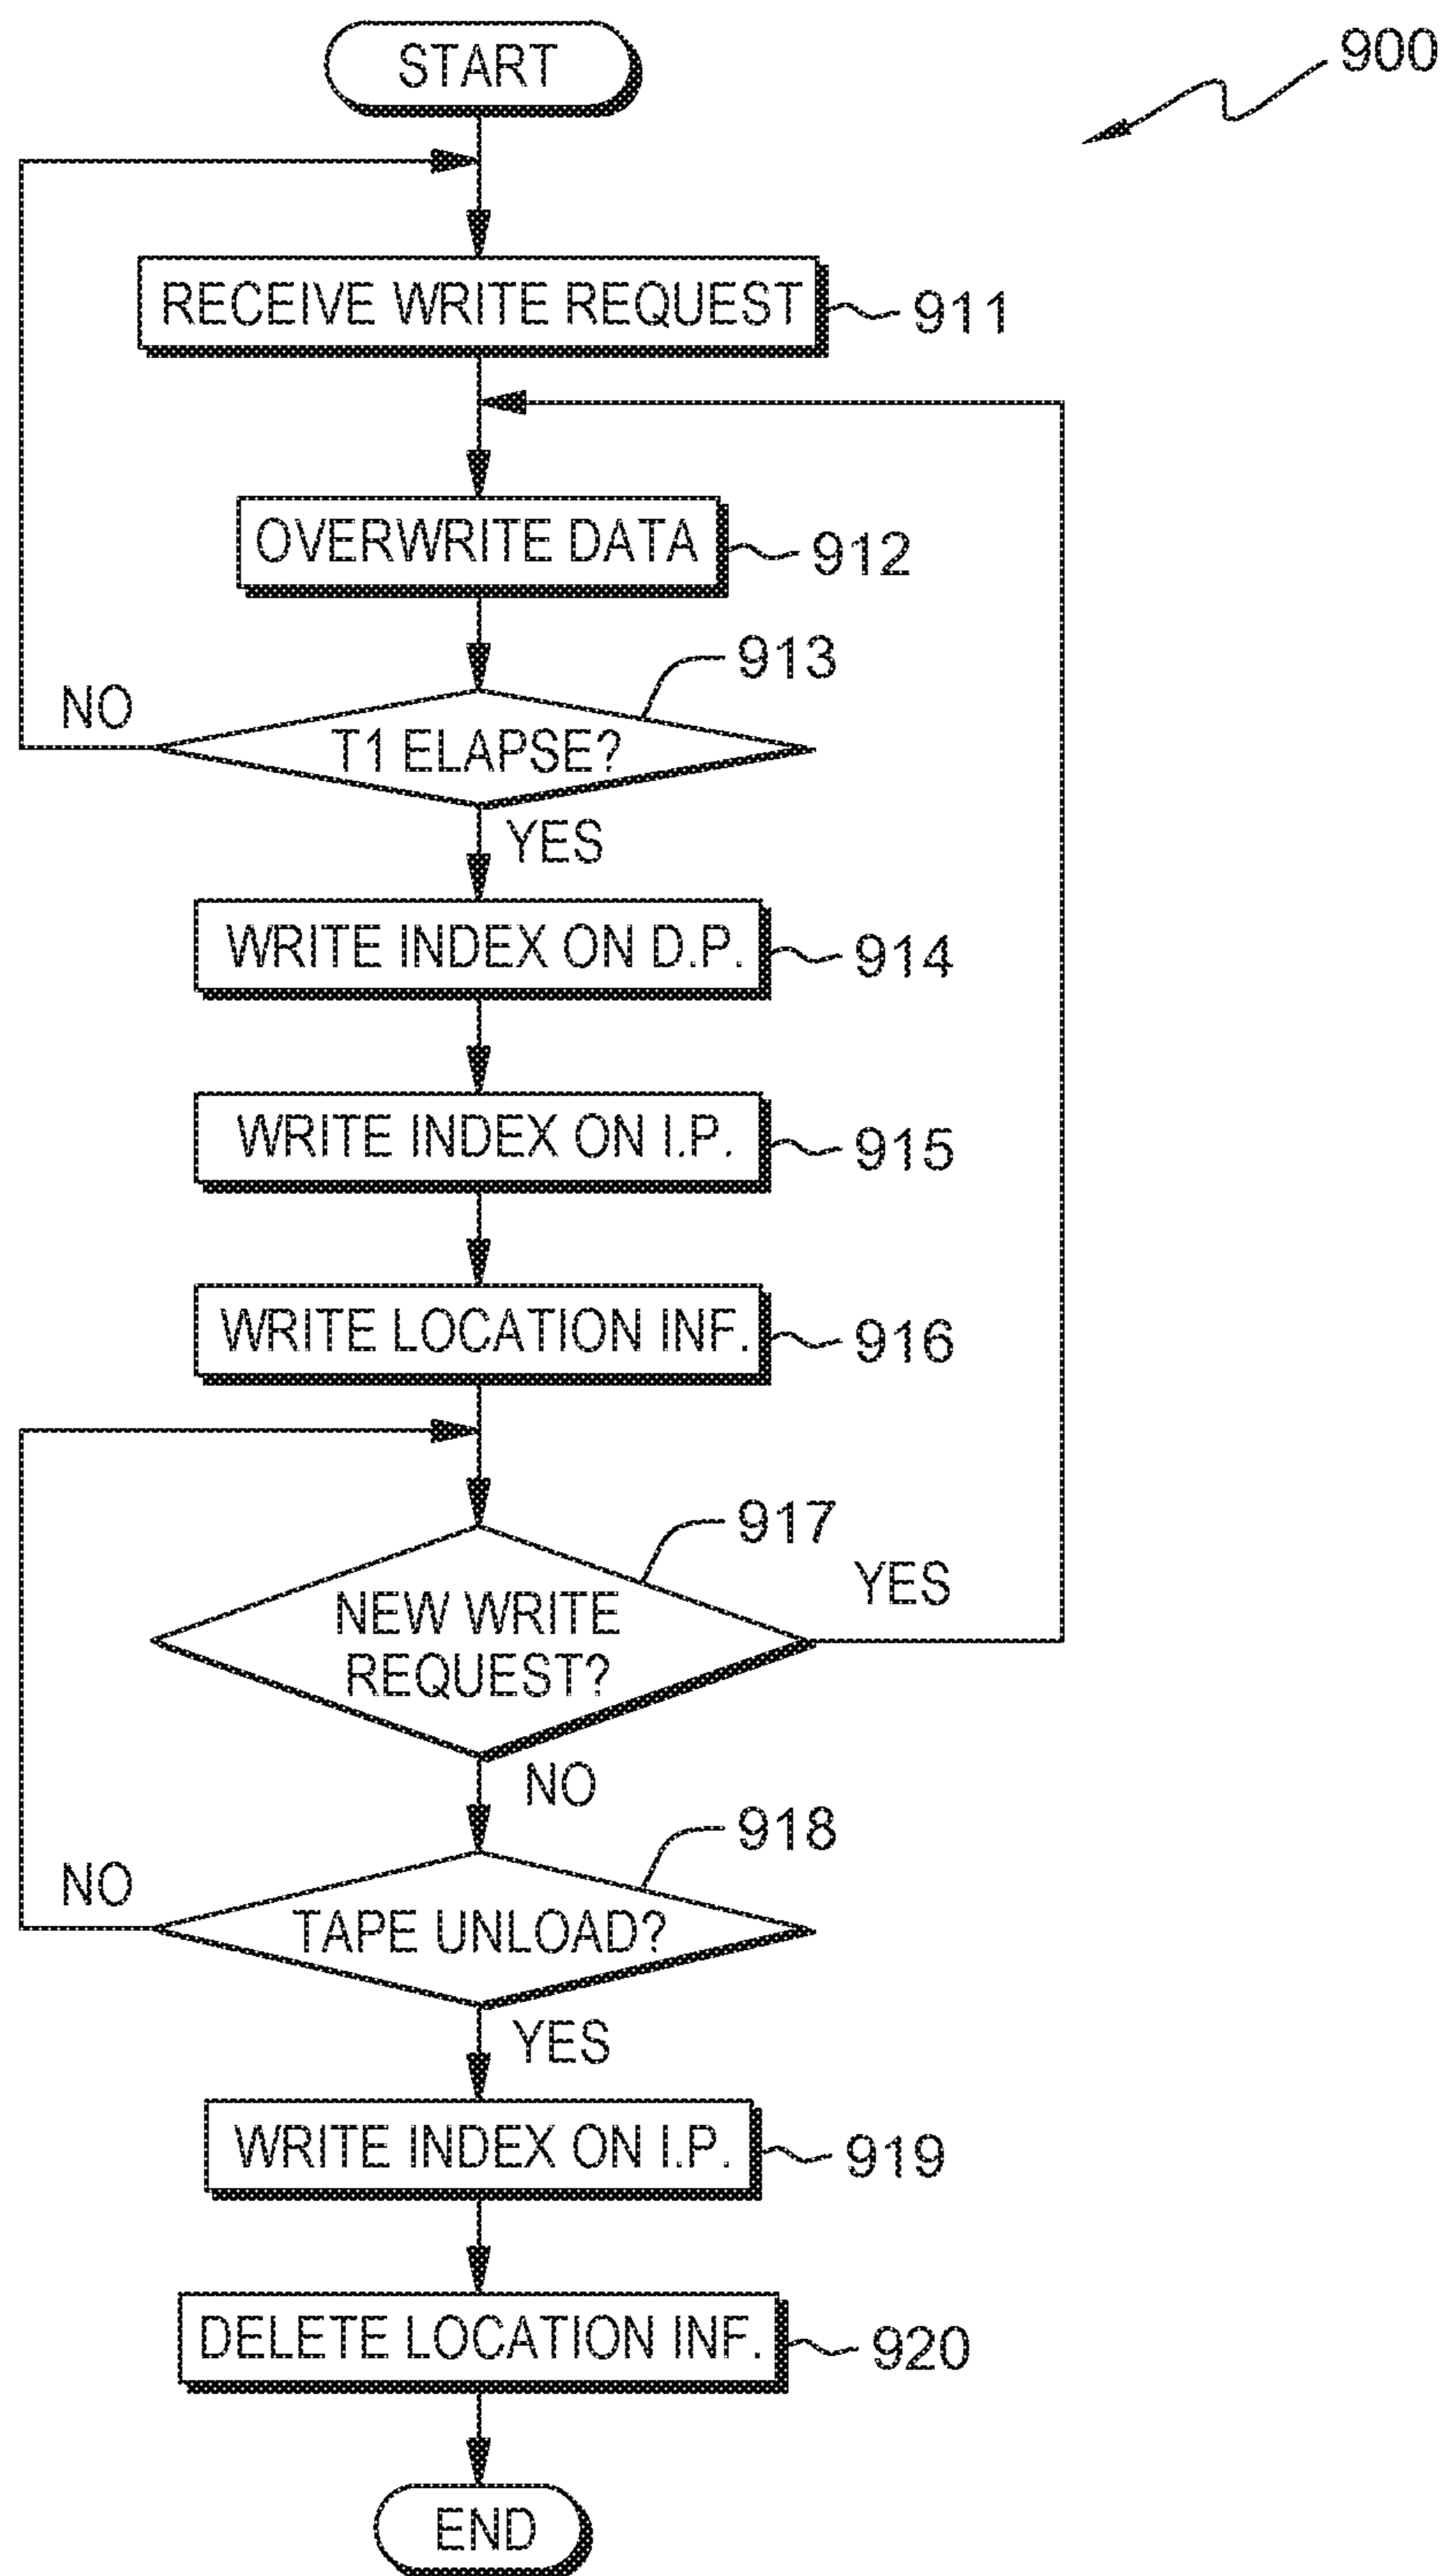 START
900
RECEIVE WRITE REQUEST
911
OVERWRITE DATA
912
913
NO
T1 ELAPSE?
YES
WRITE INDEX ON D.P.
914
WRITE INDEX ON I.P.
915
WRITE LOCATION INF.
916
917
YES
NEW WRITE
REQUEST?
NO
918
NO
TAPE UNLOAD?
YES
WRITE INDEX ON I.P.
919
DELETE LOCATION INF.
920
END